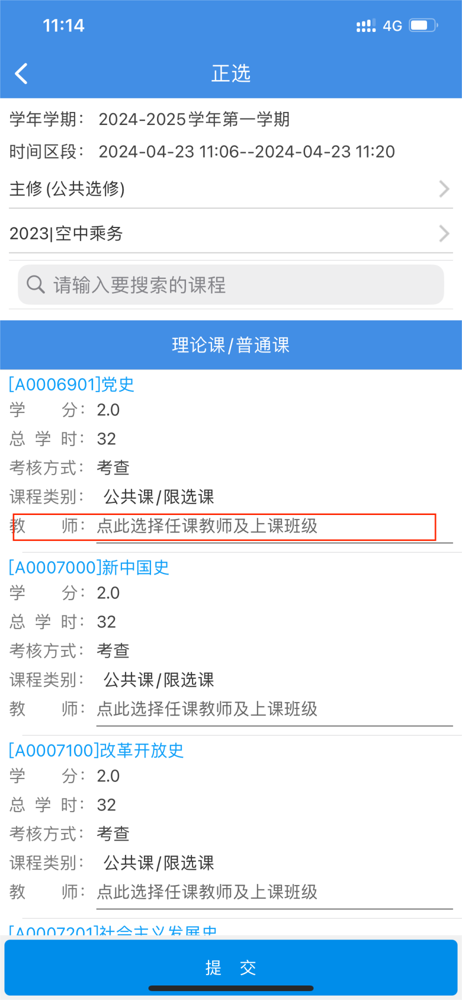 11:14 4G
正选
学年学期： 2024-2025学年第一学期
时间区段： 2024-04-23 11:06--2024-04-23 11:20
主修(公共选修)
2023|空中乘务
请输入要搜索的课程
理论课/普通课
[A0006901]党史
学 分： 2.0
总 学 时： 32
考核方式： 考查
课程类别： 公共课/限选课
教 师： 点此选择任课教师及上课班级
[A0007000]新中国史
学 分： 2.0
总 学 时： 32
考核方式： 考查
课程类别： 公共课/限选课
教 师： 点此选择任课教师及上课班级
[A0007100]改革开放史
学 分： 2.0
总 学 时： 32
考核方式： 考查
课程类别： 公共课/限选课
教 师： 点此选择任课教师及上课班级
[A0007201]社会主义发展史
提 交